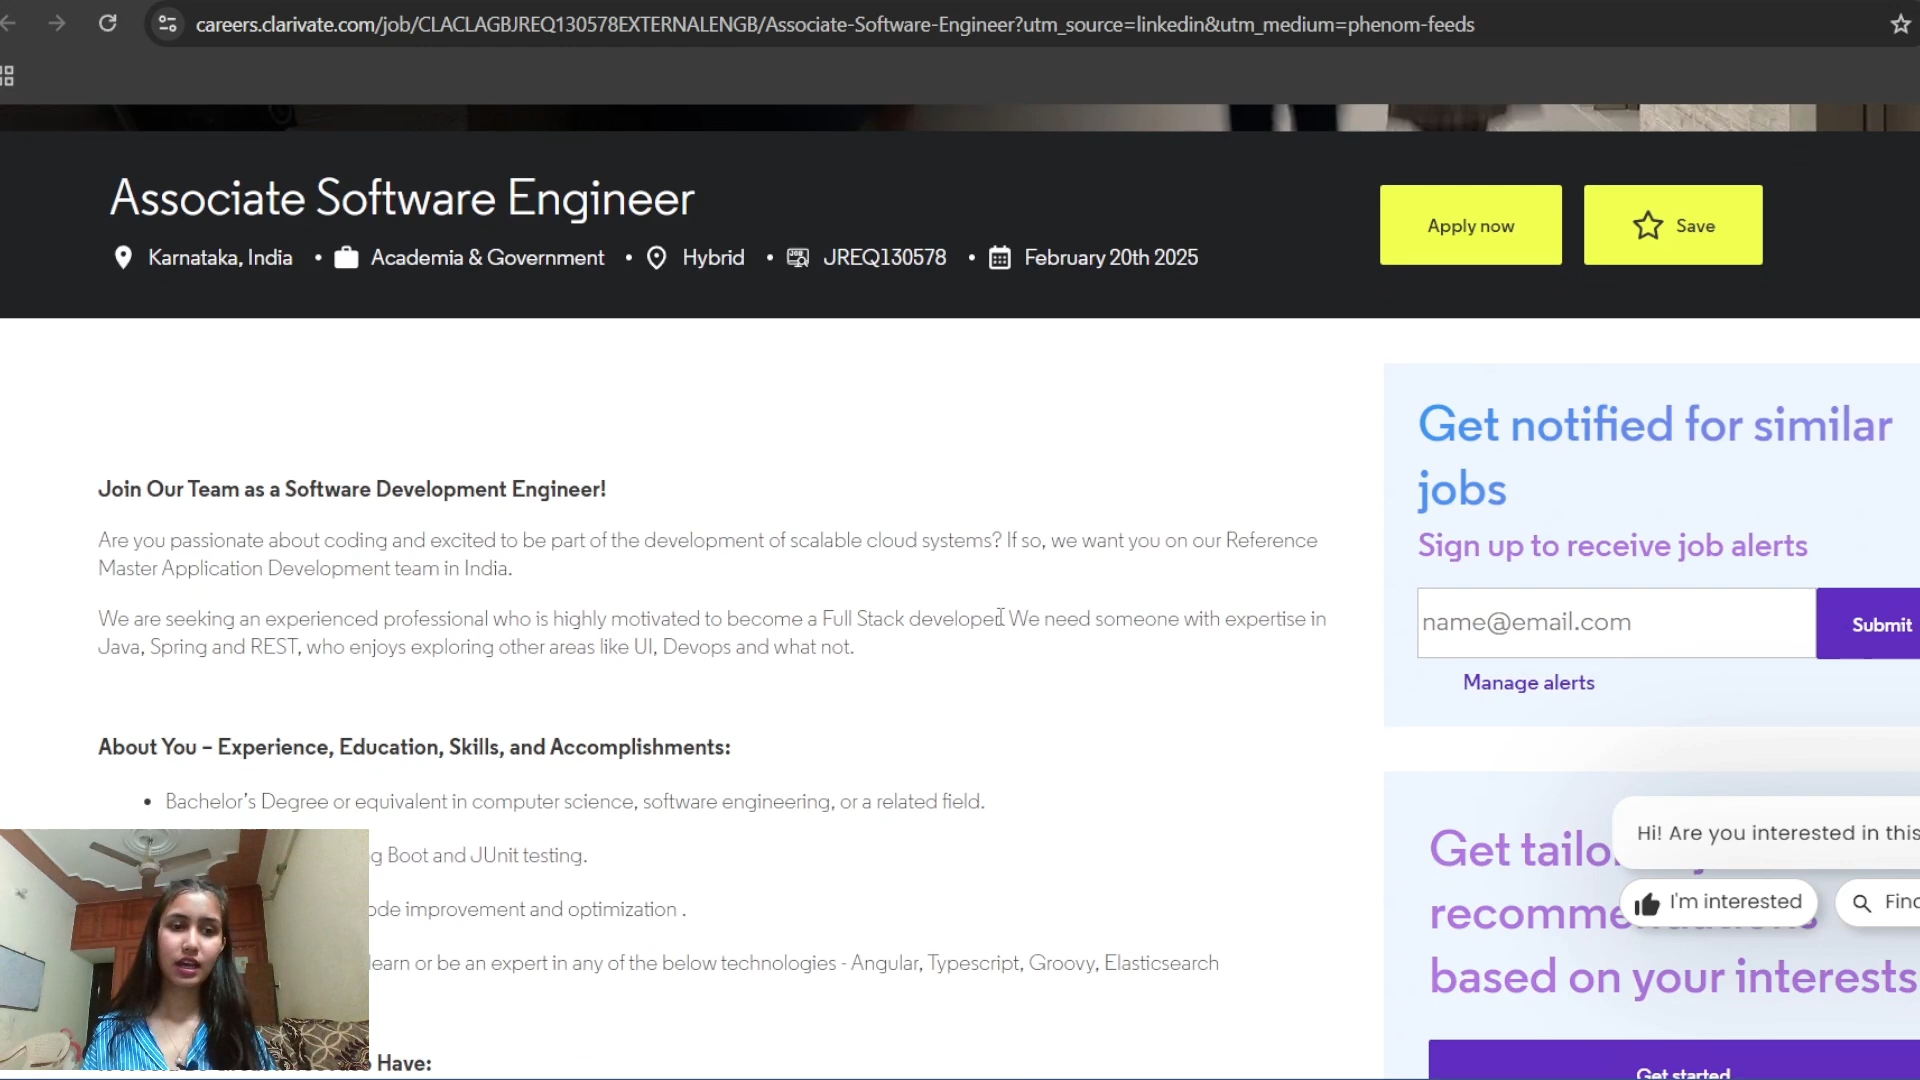 careers.clarivate.com/job/CLACLAGBJREQ130578EXTERNALENGB/Associate-Software-Engineer?utm_source=linkedin&utm_medium=phenom-feeds
Associate Software Engineer
Karnataka, India • Academia & Government • Hybrid • JREQ130578 • February 20th 2025
Apply now
Save
Join Our Team as a Software Development Engineer!
Are you passionate about coding and excited to be part of the development of scalable cloud systems? If so, we want you on our Reference
Master Application Development team in India.
We are seeking an experienced professional who is highly motivated to become a Full Stack developer. We need someone with expertise in
Java, Spring and REST, who enjoys exploring other areas like UI, Devops and what not.
About You – Experience, Education, Skills, and Accomplishments:
• Bachelor's Degree or equivalent in computer science, software engineering, or a related field.
g Boot and JUnit testing.
ode improvement and optimization .
learn or be an expert in any of the below technologies - Angular, Typescript, Groovy, Elasticsearch
Have:
Get notified for similar
jobs
Sign up to receive job alerts
name@email.com
Submit
Manage alerts
Get
based on your interests
Hi! Are you interested in this
I'm interested
Get started